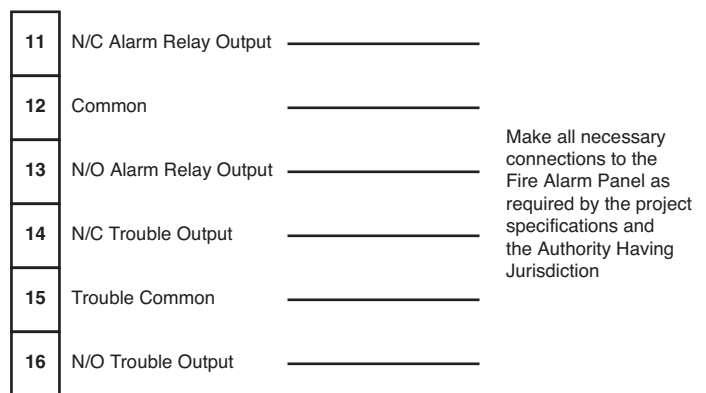 11 N/C Alarm Relay Output
12 Common
13 N/O Alarm Relay Output
14 N/C Trouble Output
15 Trouble Common
16 N/O Trouble Output
Make all necessary
connections to the
Fire Alarm Panel as
required by the project
specifications and
the Authority Having
Jurisdiction